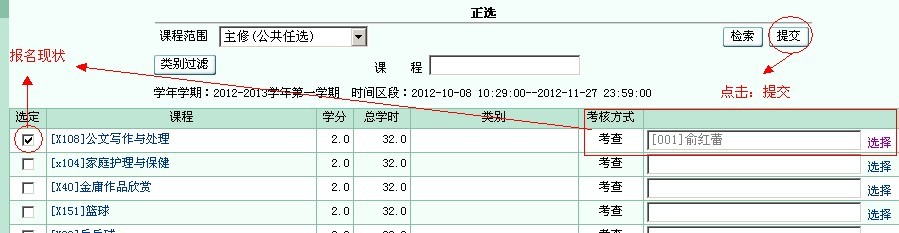 正选
课程范围 主修(公共任选) 检索 提交
报名现状
类别过滤 课 程
点击：提交
学年学期：2012-2013学年第一学期 时间区段：2012-10-08 10:29:00--2012-11-27 23:59:00
选定 课程 学分 总学时 类别 考核方式
[X108]公文写作与处理 2.0 32.0 考查 [001]俞红蕾 选择
[x104]家庭护理与保健 2.0 32.0 考查 选择
[X40]金庸作品欣赏 2.0 32.0 考查 选择
[X151]篮球 2.0 32.0 考查 选择